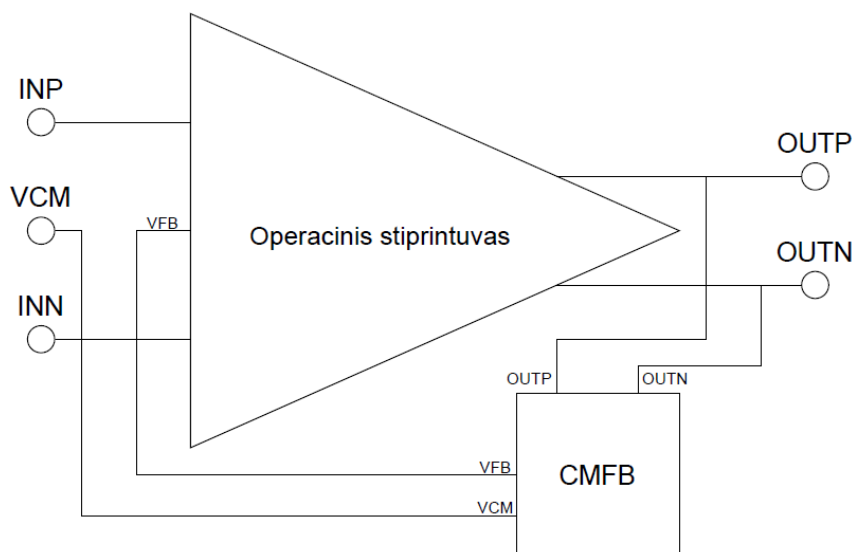 INP
OUTP
VCM
VFB
Operacinis stiprintuvas
OUTN
INN
OUTP
OUTN
VFB
CMFB
VCM